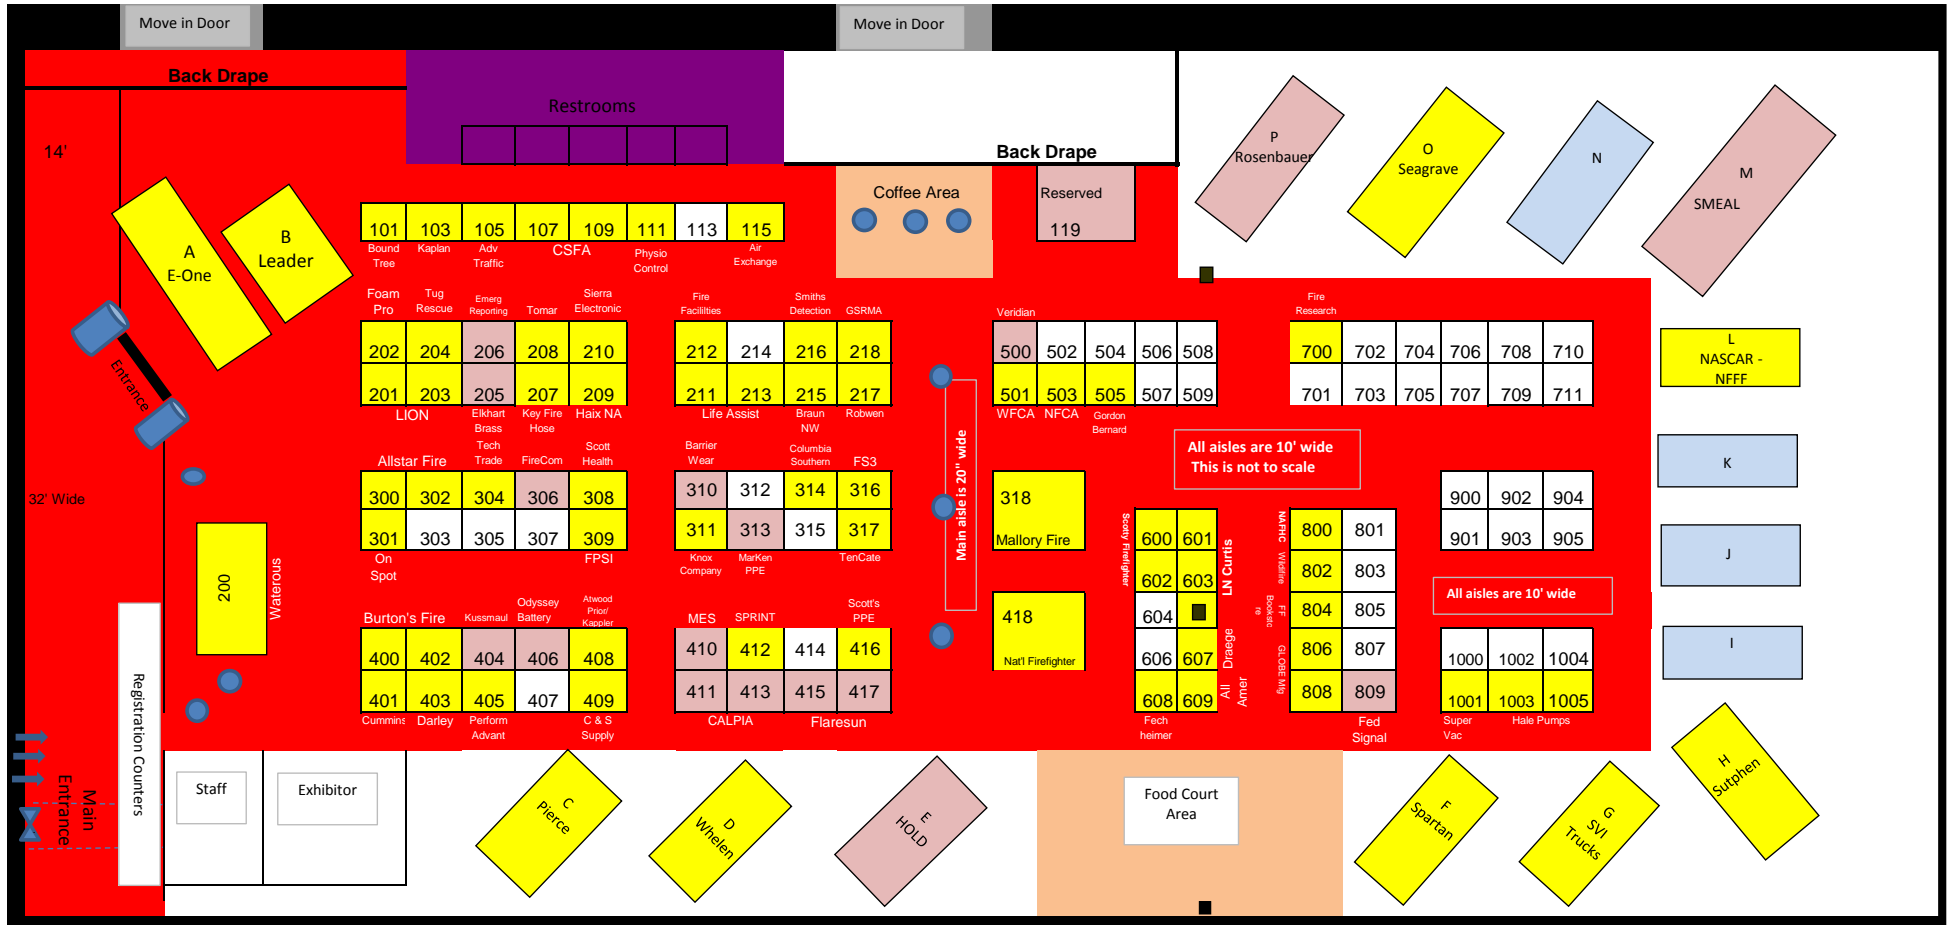 Move in Door
Move in Door
Back Drape
Restrooms
Back Drape
14'
P
Rosenbauer
O
Seagrave
N
M
SMEAL
Coffee Area
Reserved
119
A
E-One
B
Leader
101 103 105 107 109 111 113 115
Bound
Tree
Kaplan
Adv
Traffic
CSFA
Physio
Control
Air
Exchange
Foam
Pro
Tug
Rescue
Emerg
Reporting
Tomar
Sierra
Electronic
Fire
Facililties
Smiths
Detection
GSRMA
Veridian
Fire
Research
202 204 206 208 210
212 214 216 218
500 502 504 506 508
700 702 704 706 708 710
201 203 205 207 209
211 213 215 217
501 503 505 507 509
701 703 705 707 709 711
LION
Elkhart
Brass
Key Fire
Hose
Haix NA
Life Assist
Braun
NW
Robwen
WFCA
NFCA
Gordon
Bernard
L
NASCAR -
NFFF
Entrance
Main aisle is 20" wide
All aisles are 10' wide
This is not to scale
K
32' Wide
Allstar Fire
Tech
Trade
FireCom
Scott
Health
Barrier
Wear
Columbia
Southern
FS3
300 302 304 306 308
310 312 314 316
318
Mallory Fire
900 902 904
301 303 305 307 309
311 313 315 317
901 903 905
On
Spot
FPSI
Knox
Company
MarKen
PPE
TenCate
200
Waterons
Scotty Firefighter
600 601
602 603
604
606 607
608 609
LN Curtis
Draege
All
Amer
Fech
heimer
NAFHC
Wildfire
FF
Bookstc
re
GLOBE Mfg
800 801
802 803
804 805
806 807
808 809
Fed
Signal
J
All aisles are 10' wide
I
Burton's Fire
Kussmaul
Odyssey
Battery
Atwood
Prior/
Kappler
MES
SPRINT
Scott's
PPE
418
Nat'l Firefighter
400 402 404 406 408
410 412 414 416
1000 1002 1004
401 403 405 407 409
411 413 415 417
1001 1003 1005
Cummins
Darley
Perform
Advant
C & S
Supply
CALPIA
Flaresun
Super
Vac
Hale Pumps
Registration Counters
Main
Entrance
Staff
Exhibitor
C
Pierce
D
Whelen
E
HOLD
Food Court
Area
F
Spartan
G
SVI
Trucks
H
Sutphen